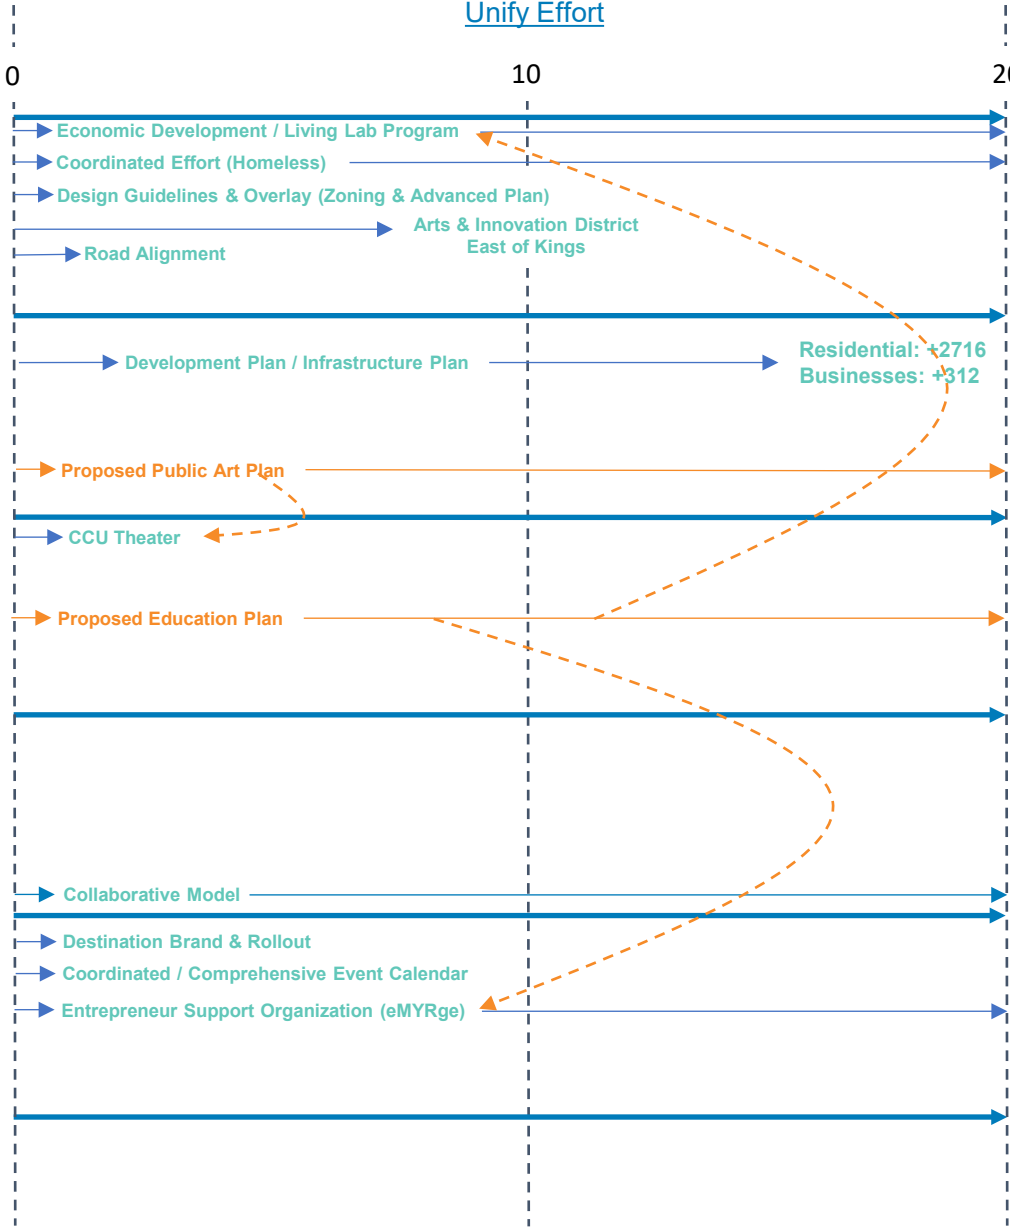 Unify Effort
0
10
20
Economic Development / Living Lab Program
Coordinated Effort (Homeless)
Design Guidelines & Overlay (Zoning & Advanced Plan)
Arts & Innovation District
East of Kings
Road Alignment
Development Plan / Infrastructure Plan
Residential: +2716
Businesses: +312
Proposed Public Art Plan
CCU Theater
Proposed Education Plan
Collaborative Model
Destination Brand & Rollout
Coordinated / Comprehensive Event Calendar
Entrepreneur Support Organization (eMYRge)